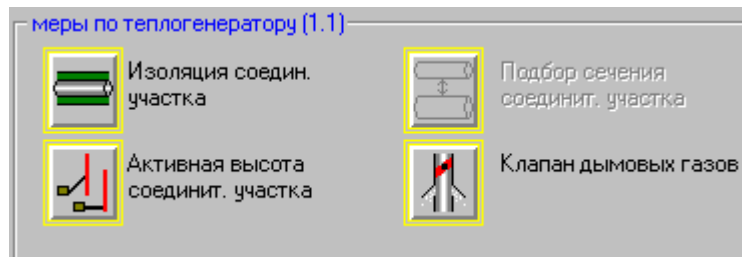 меры по теплогенератору (1.1)
Изоляция соедин.
участка
Подбор сечения
соединит. участка
Активная высота
соединит. участка
Клапан дымовых газов